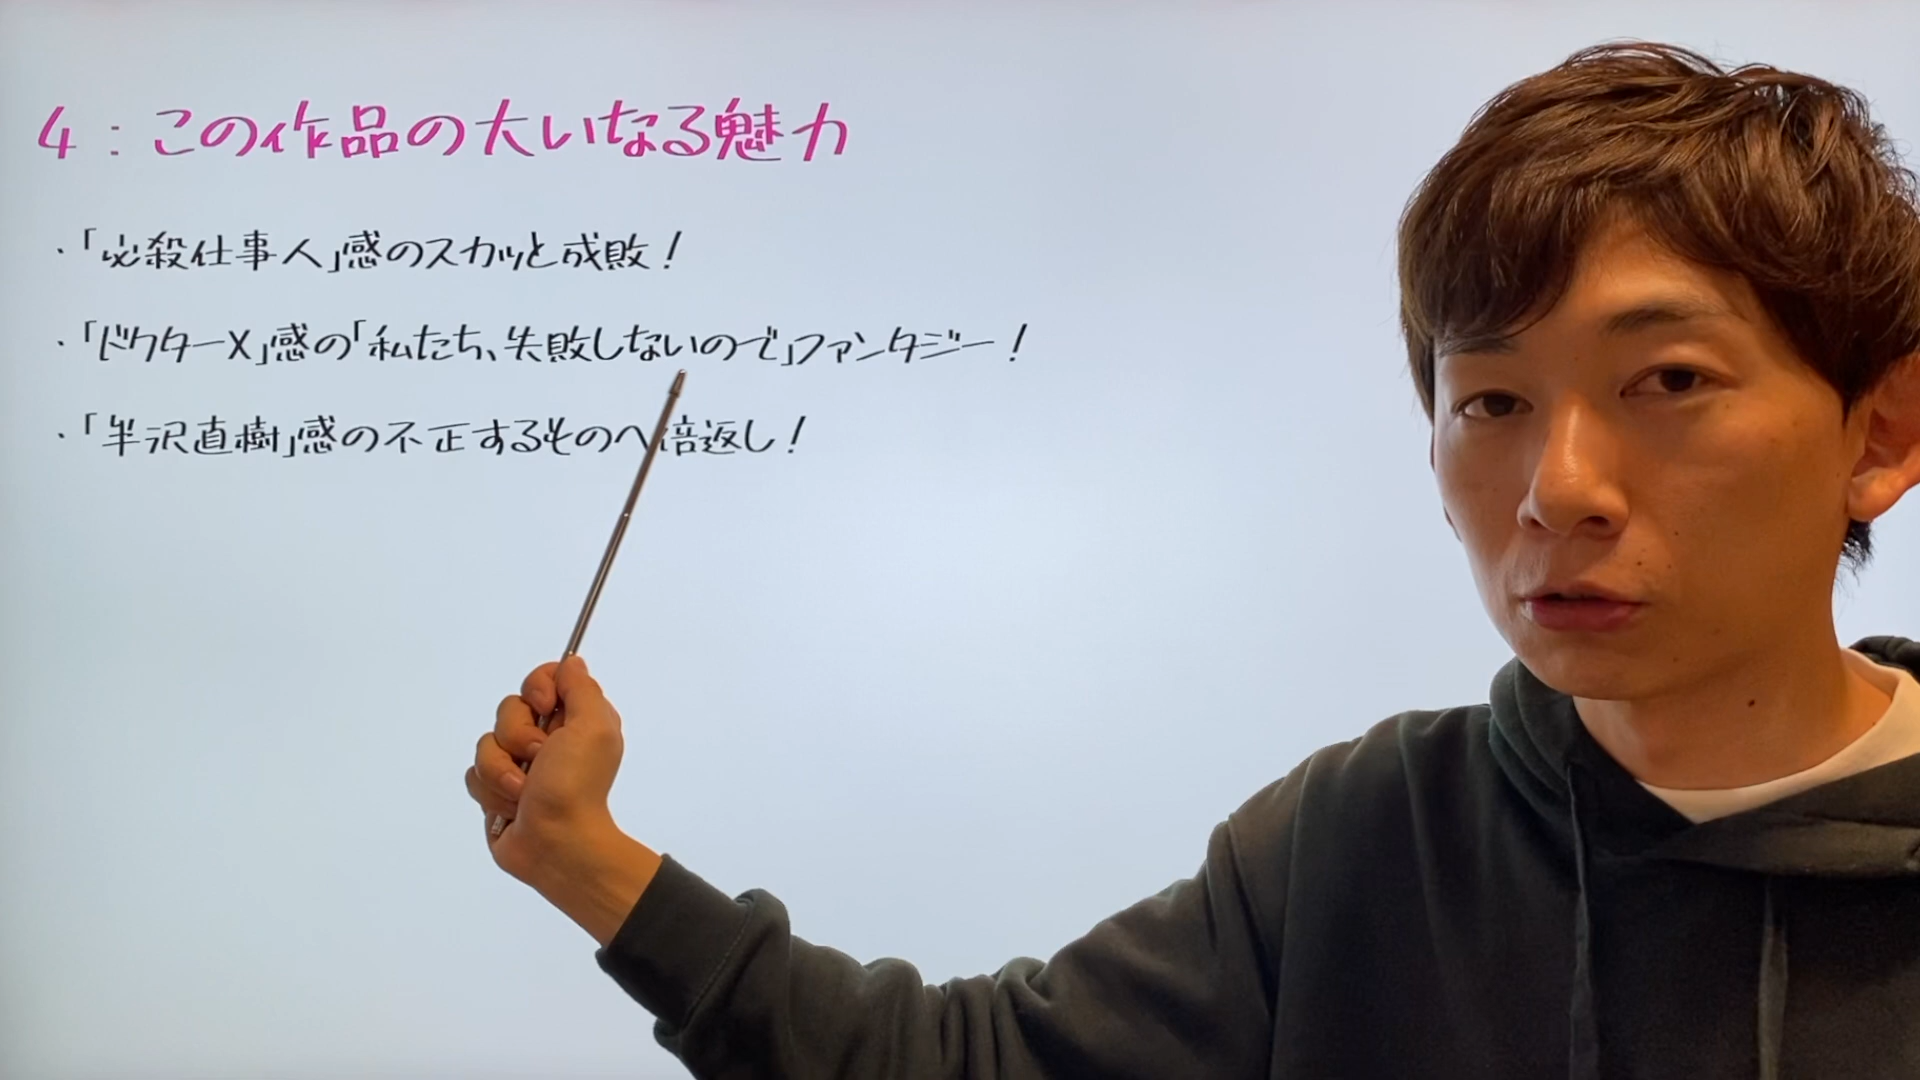 4：この作品の大いなる魅力
・「必殺仕事人」感のスカッと成敗！
・「ドクターX」感の「私たち、失敗しないので」ファンタジー！
・「半沢直樹」感の不正するものへ倍返し！